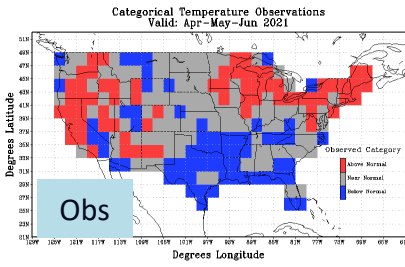 Categorical Temperature Observations
Valid: Apr-May-Jun 2021
Degrees Latitude
51N
49N
47N
45N
43N
41N
39N
37N
35N
33N
31N
29N
27N
25N
23N
21N
Observed Category
Above Normal
Near Normal
Below Normal
Obs
129W 125W 121W 117W 113W 109W 105W 101W 97W 93W 89W 85W 81W 77W 73W 69W 65W 61W
Degrees Longitude